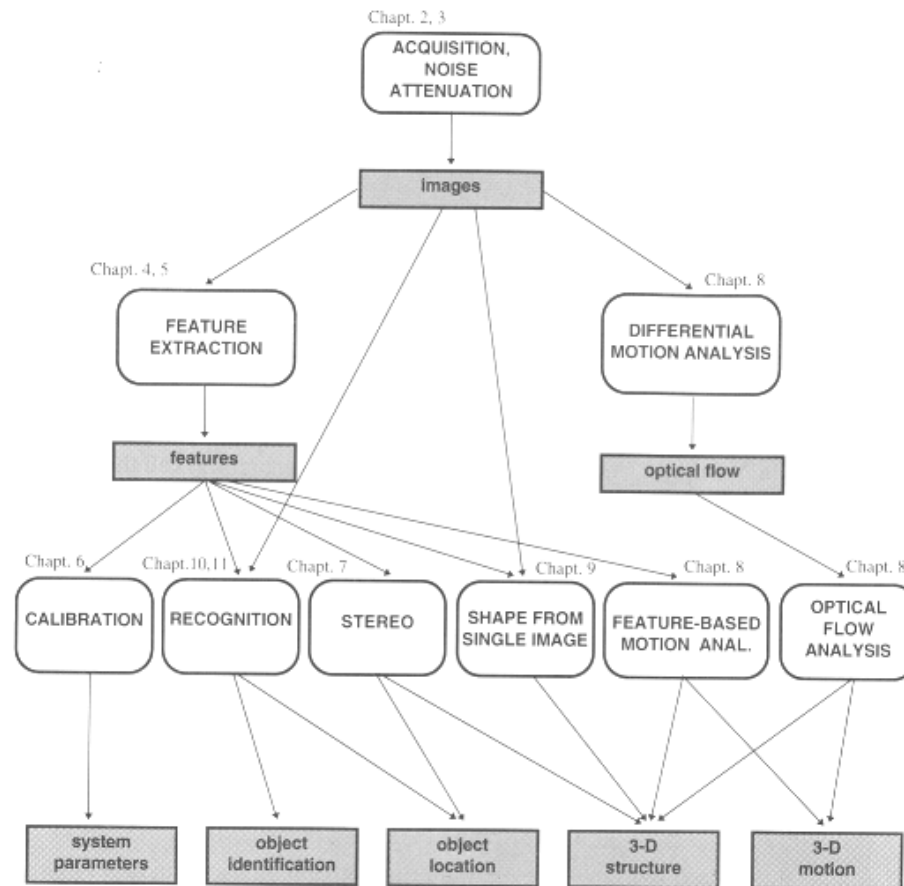 Chapt. 2, 3
ACQUISITION,
NOISE
ATTENUATION
images
Chapt. 4, 5
FEATURE
EXTRACTION
Chapt. 8
DIFFERENTIAL
MOTION ANALYSIS
features
optical flow
Chapt. 6
CALIBRATION
Chapt.10,11
RECOGNITION
Chapt. 7
STEREO
Chapt. 9
SHAPE FROM
SINGLE IMAGE
Chapt. 8
FEATURE-BASED
MOTION ANAL.
Chapt. 8
OPTICAL
FLOW
ANALYSIS
system
parameters
object
identification
object
location
3-D
structure
3-D
motion